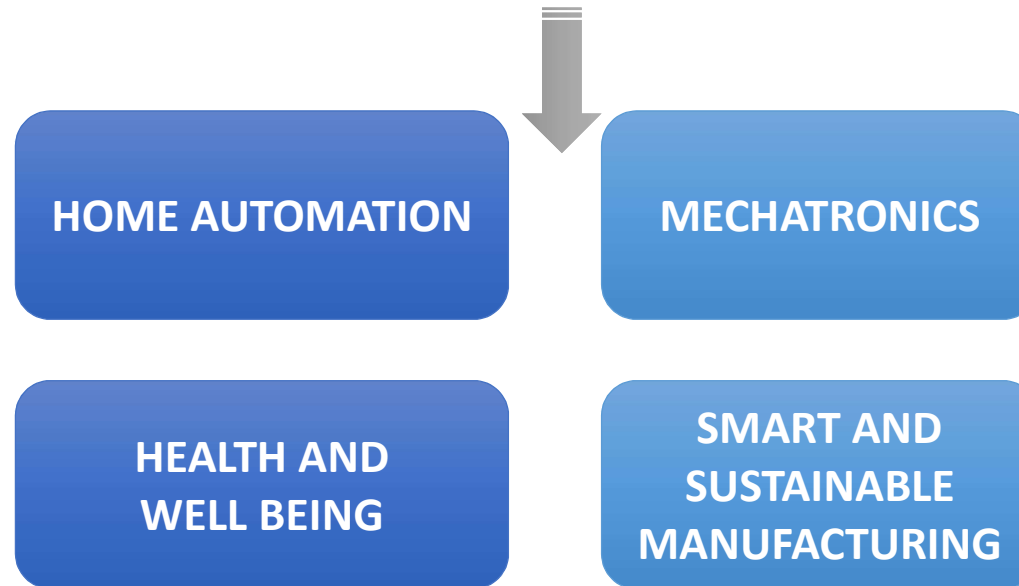 HOME AUTOMATION
MECHATRONICS
HEALTH AND
WELL BEING
SMART AND
SUSTAINABLE
MANUFACTURING